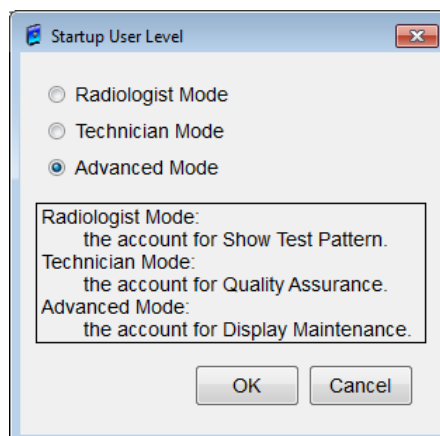 Startup User Level
Radiologist Mode
Technician Mode
Advanced Mode
Radiologist Mode:
the account for Show Test Pattern.
Technician Mode:
the account for Quality Assurance.
Advanced Mode:
the account for Display Maintenance.
OK Cancel